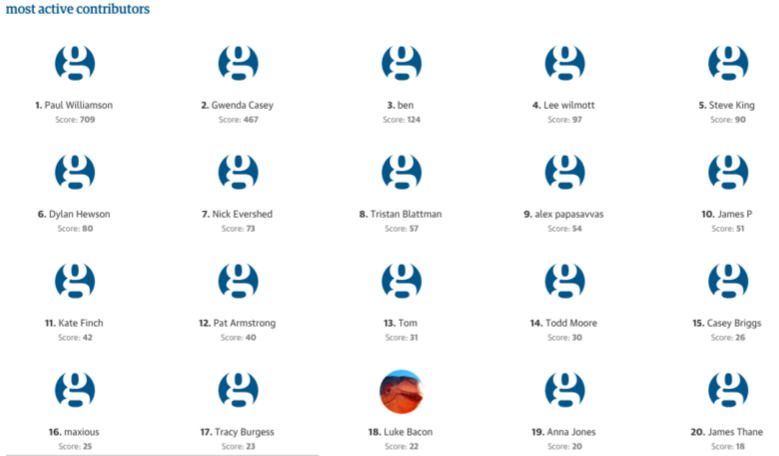 most active contributors
g g g g g
1. Paul Williamson 2. Gwenda Casey 3. ben 4. Lee wilmott 5. Steve King
Score: 709 Score: 467 Score: 124 Score: 97 Score: 90
g g g g g
6. Dylan Hewson 7. Nick Evershed 8. Tristan Blattman 9. alex papasavvas 10. James P
Score: 80 Score: 73 Score: 57 Score: 54 Score: 51
g g g g g
11. Kate Finch 12. Pat Armstrong 13. Tom 14. Todd Moore 15. Casey Briggs
Score: 42 Score: 40 Score: 31 Score: 30 Score: 26
g g g g
16. maxious 17. Tracy Burgess 18. Luke Bacon 19. Anna Jones 20. James Thane
Score: 25 Score: 23 Score: 22 Score: 20 Score: 18